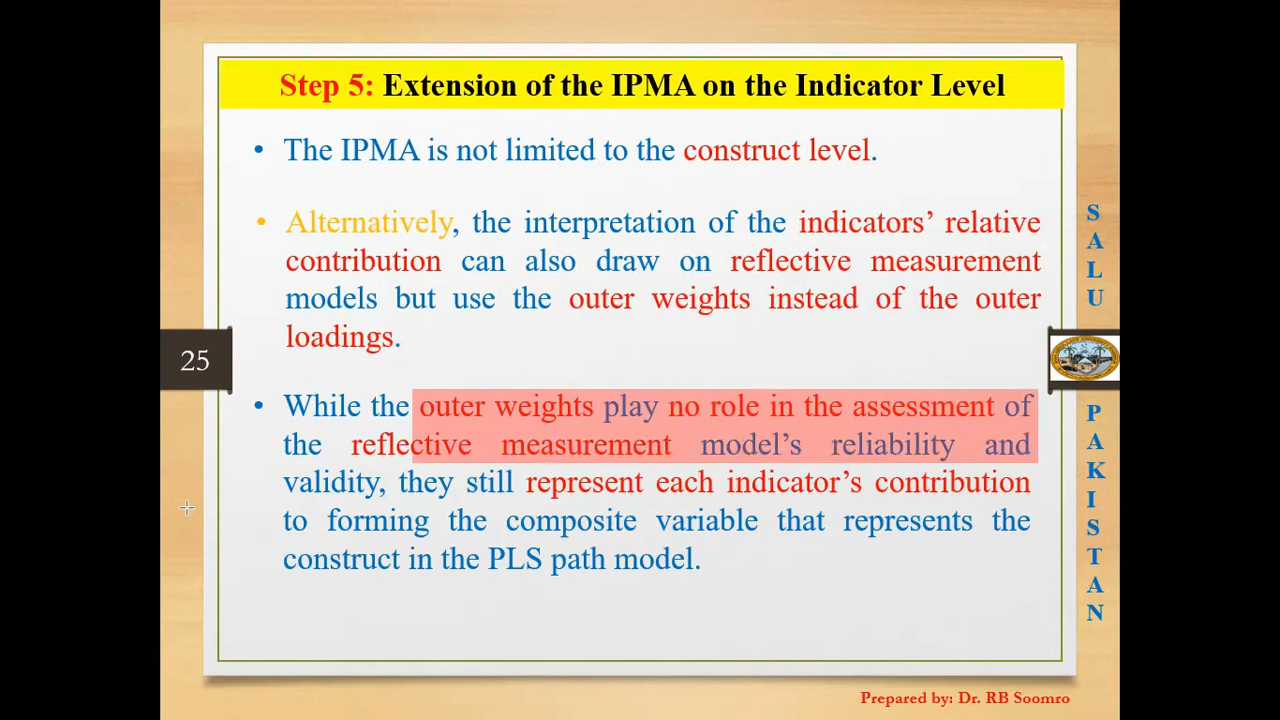 Step 5: Extension of the IPMA on the Indicator Level
• The IPMA is not limited to the construct level.
• Alternatively, the interpretation of the indicators’ relative
contribution can also draw on reflective measurement
models but use the outer weights instead of the outer
loadings.
• While the outer weights play no role in the assessment of
the reflective measurement model’s reliability and
validity, they still represent each indicator’s contribution
to forming the composite variable that represents the
construct in the PLS path model.
25
S
A
L
U
P
A
K
I
S
T
A
N
Prepared by: Dr. RB Soomro